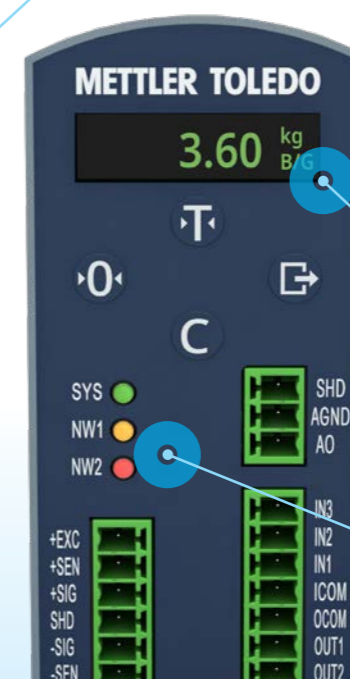 METTLER TOLEDO
3.60 kg
B/G
T
0
C
SYS
NW1
NW2
SHD
AGND
AO
+EXC
+SEN
+SIG
SHD
-SIG
-SEN
IN3
IN2
IN1
ICOM
OCOM
OUT1
OUT2